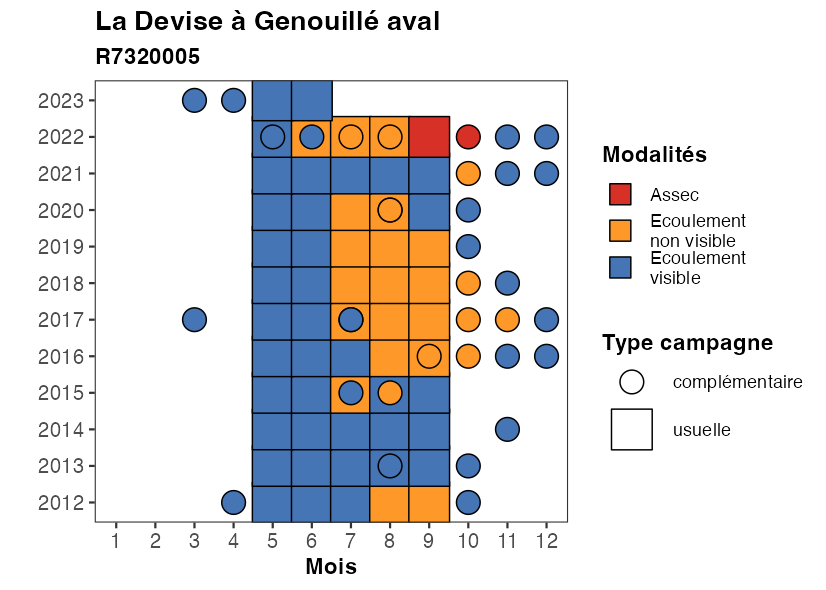 La Devise à Genouillé aval
R7320005
2023
2022
2021
2020
2019
2018
2017
2016
2015
2014
2013
2012
1 2 3 4 5 6 7 8 9 10 11 12
Mois
Modalités
Assec
Ecoulement
non visible
Ecoulement
visible
Type campagne
complémentaire
usuelle